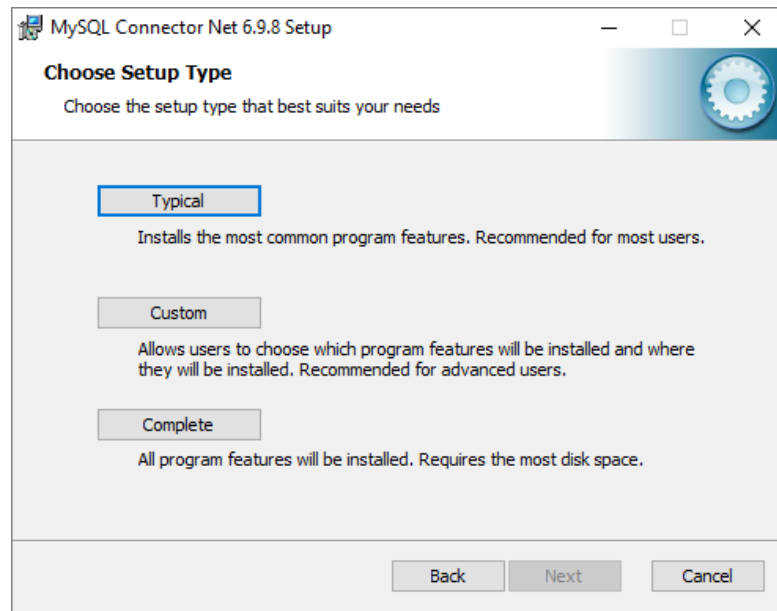 MySQL Connector Net 6.9.8 Setup
Choose Setup Type
Choose the setup type that best suits your needs
Typical
Installs the most common program features. Recommended for most users.
Custom
Allows users to choose which program features will be installed and where
they will be installed. Recommended for advanced users.
Complete
All program features will be installed. Requires the most disk space.
Back Next Cancel